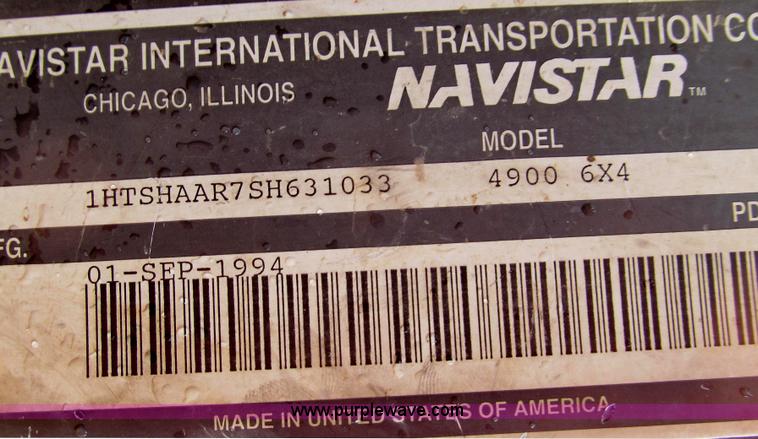 AVISTAR INTERNATIONAL TRANSPORTATION CO
CHICAGO, ILLINOIS NAVISTAR TM
MODEL
1HTSHAAR7SH631033 4900 6X4
FG. PD
01-SEP-1994
MADE IN UNITED STATES OF AMERICA
www.purplewave.com